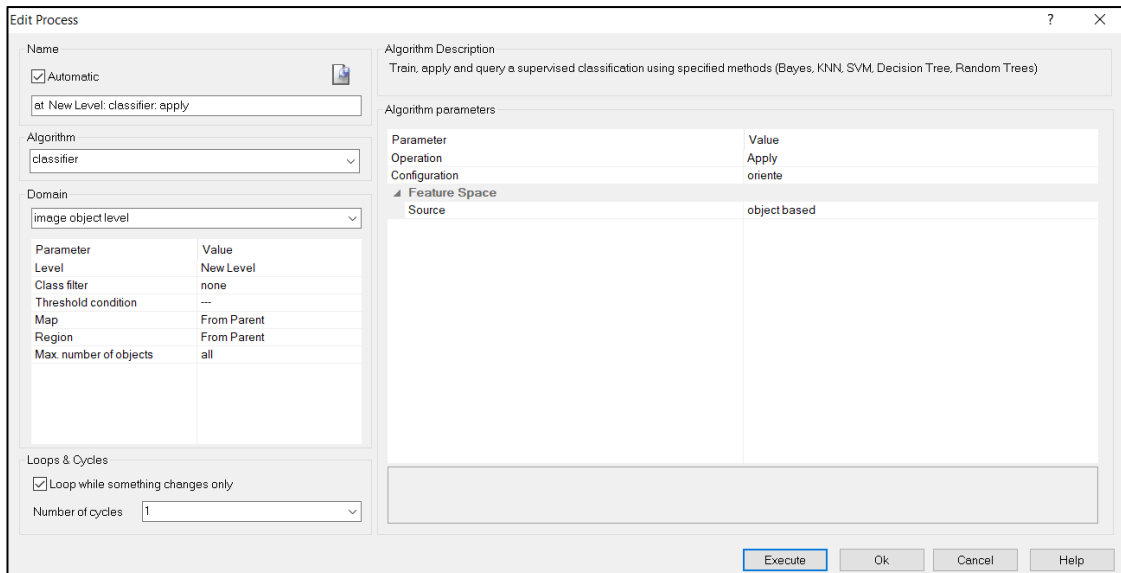 Edit Process
?
Name
Automatic
at New Level: classifier: apply
Algorithm
classifier
Domain
image object level
Parameter Value
Level New Level
Class filter none
Threshold condition ---
Map From Parent
Region From Parent
Max. number of objects all
Loops & Cycles
Loop while something changes only
Number of cycles 1
Algorithm Description
Train, apply and query a supervised classification using specified methods (Bayes, KNN, SVM, Decision Tree, Random Trees)
Algorithm parameters
Parameter Value
Operation Apply
Configuration oriente
Feature Space
Source object based
Execute Ok Cancel Help